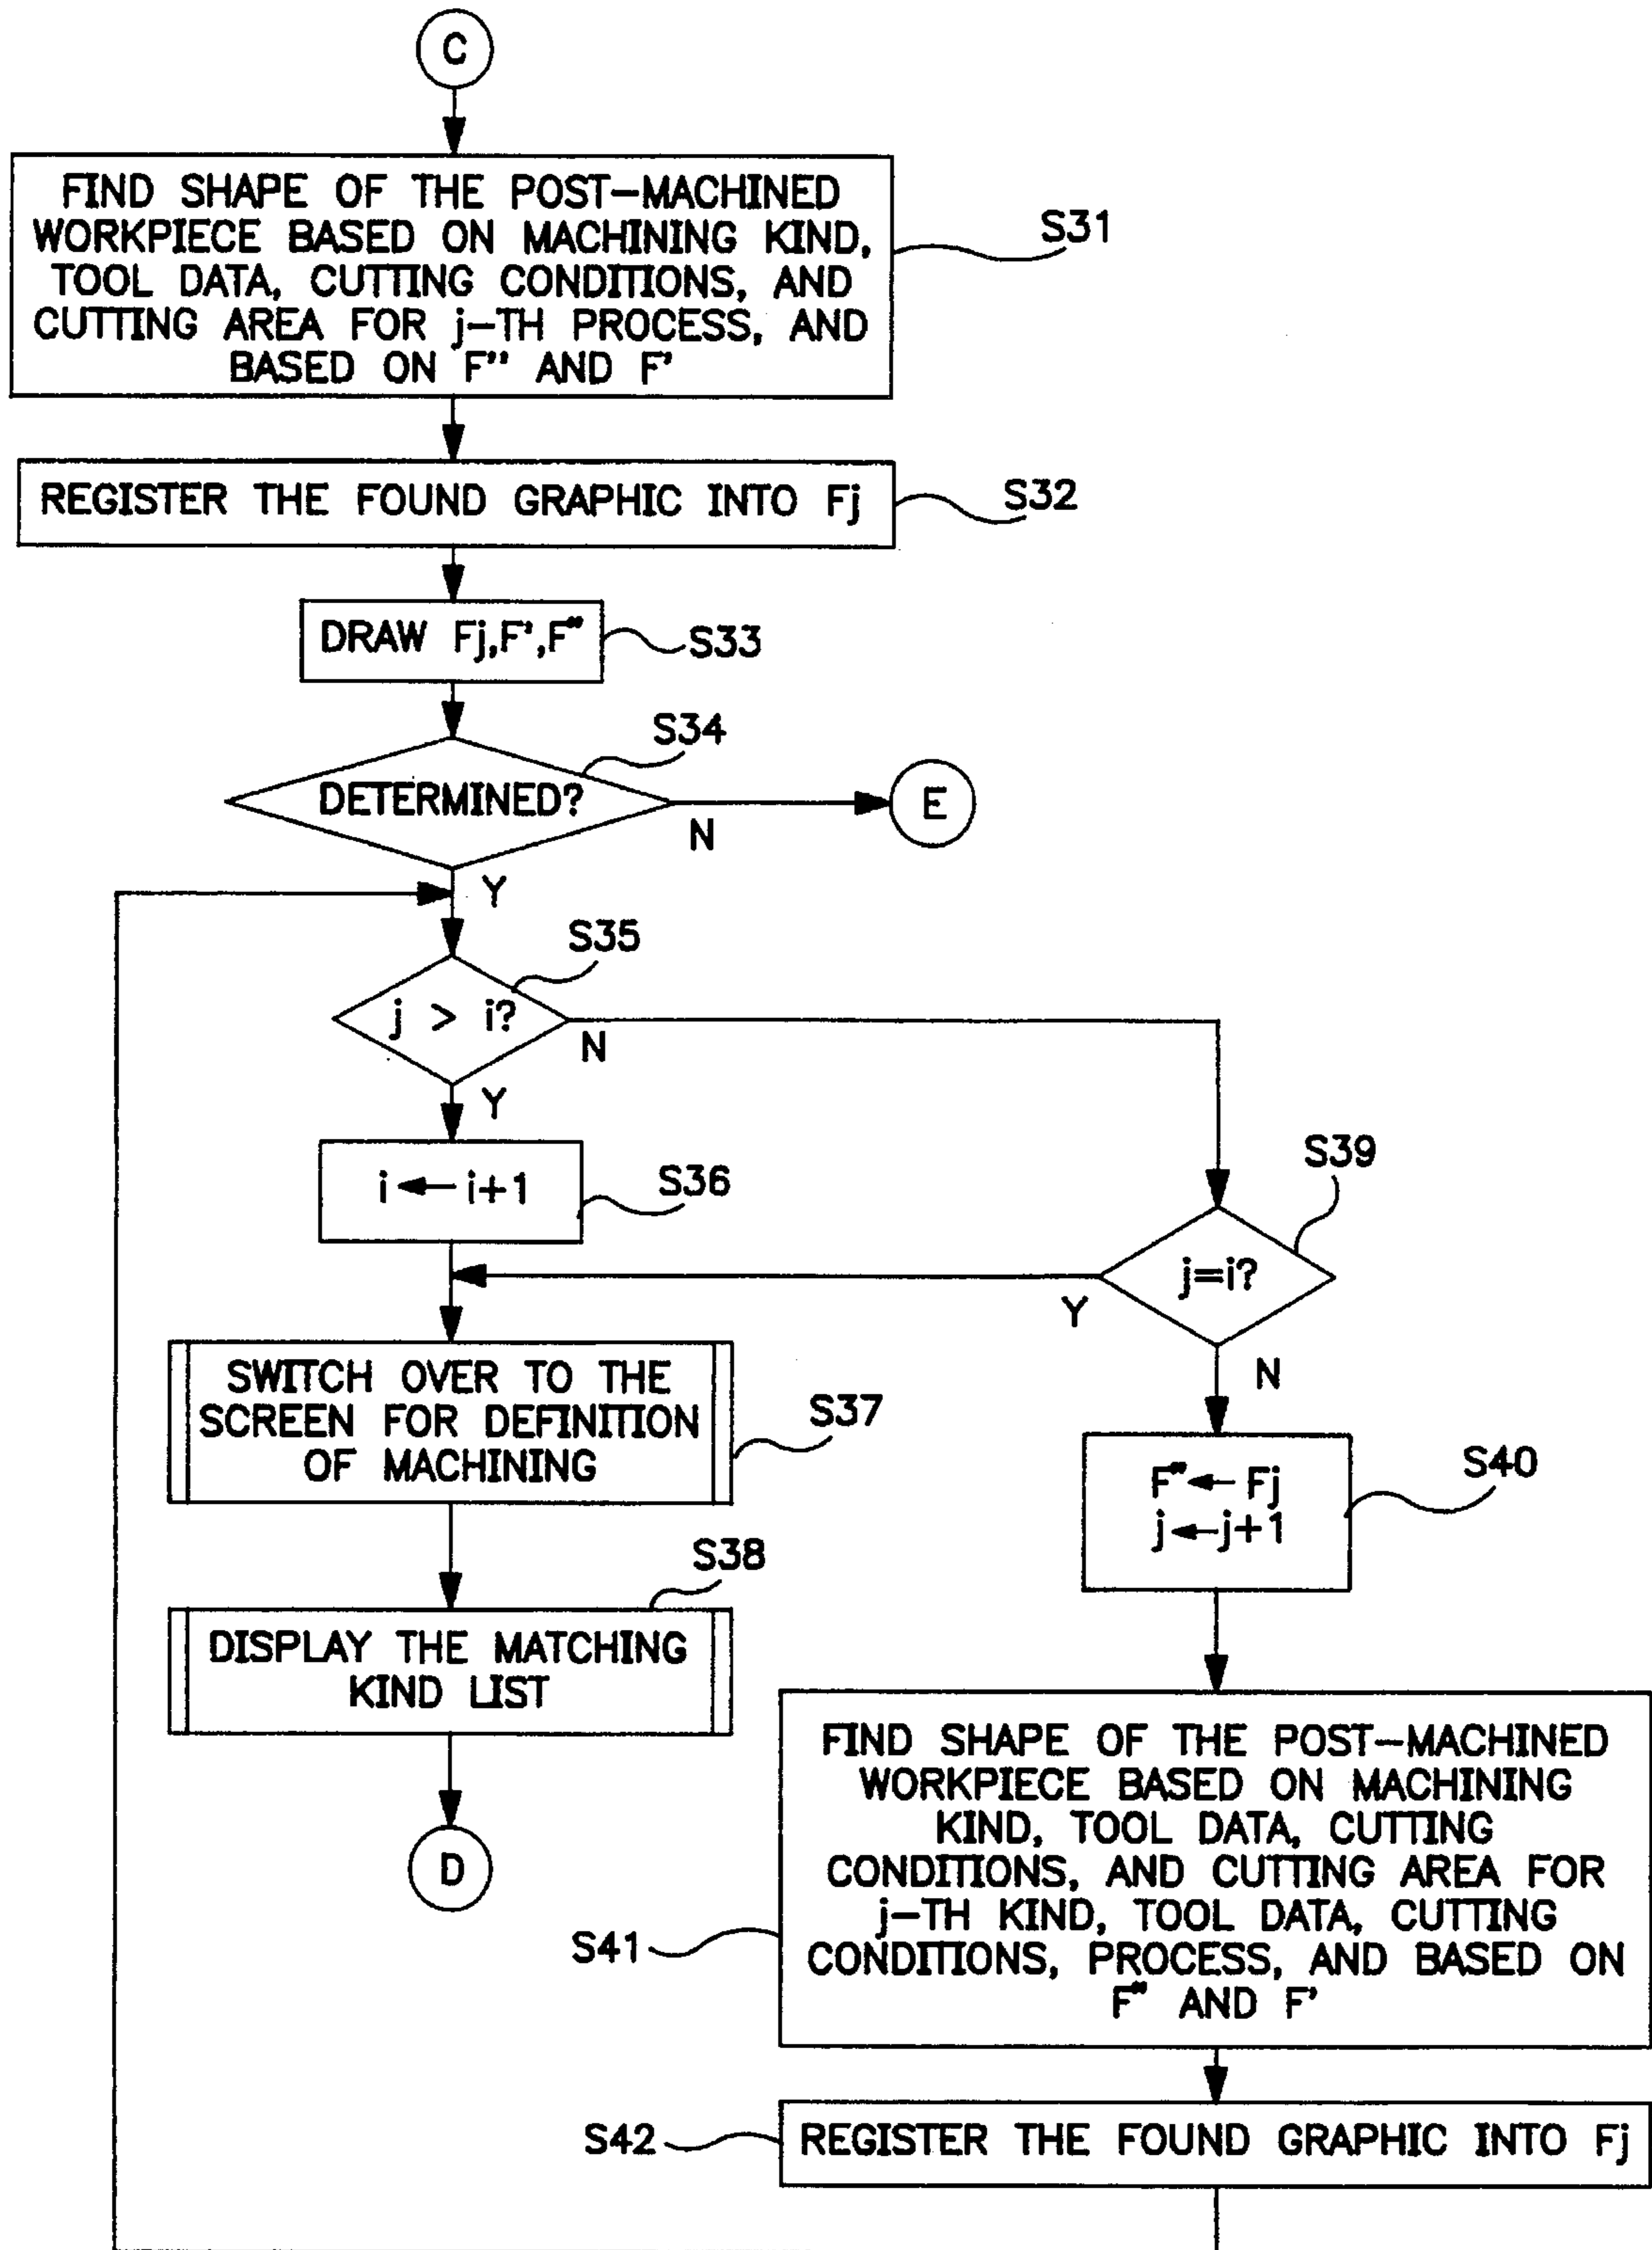 C
FIND SHAPE OF THE POST-MACHINED
WORKPIECE BASED ON MACHINING KIND,
TOOL DATA, CUTTING CONDITIONS, AND
CUTTING AREA FOR j-TH PROCESS, AND
BASED ON F'' AND F'
S31
REGISTER THE FOUND GRAPHIC INTO Fj
S32
DRAW Fj,F',F"
S33
S34
DETERMINED?
N
E
Y
S35
j > i?
N
Y
i ← i+1
S36
S39
j=i?
Y
N
SWITCH OVER TO THE
SCREEN FOR DEFINITION
OF MACHINING
S37
F" ← Fj
j ← j+1
S40
S38
DISPLAY THE MATCHING
KIND LIST
D
FIND SHAPE OF THE POST-MACHINED
WORKPIECE BASED ON MACHINING
KIND, TOOL DATA, CUTTING
CONDITIONS, AND CUTTING AREA FOR
j-TH KIND, TOOL DATA, CUTTING
CONDITIONS, PROCESS, AND BASED ON
F" AND F'
S41
S42
REGISTER THE FOUND GRAPHIC INTO Fj